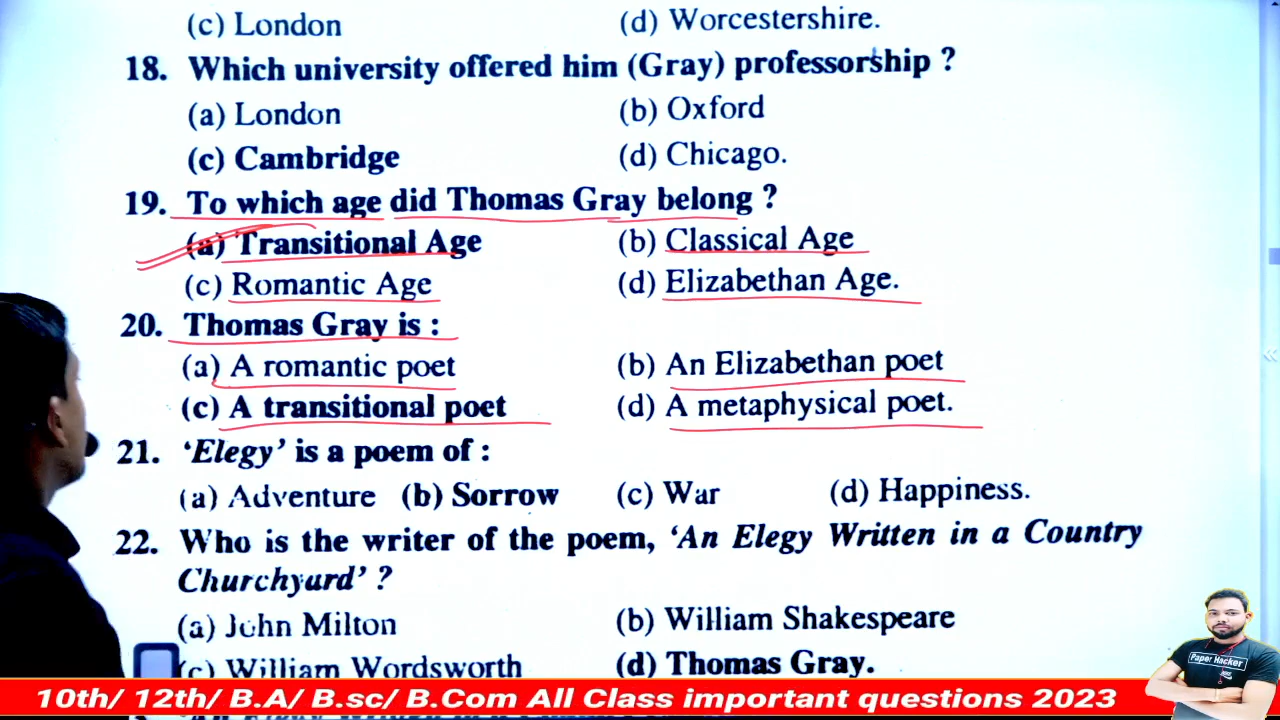 (c) London (d) Worcestershire.
18. Which university offered him (Gray) professorship ?
(a) London (b) Oxford
(c) Cambridge (d) Chicago.
19. To which age did Thomas Gray belong ?
(a) Transitional Age (b) Classical Age
(c) Romantic Age (d) Elizabethan Age.
20. Thomas Gray is :
(a) A romantic poet (b) An Elizabethan poet
(c) A transitional poet (d) A metaphysical poet.
21. ‘Elegy’ is a poem of :
(a) Adventure (b) Sorrow (c) War (d) Happiness.
22. Who is the writer of the poem, ‘An Elegy Written in a Country
Churchyard’ ?
(a) John Milton (b) William Shakespeare
(c) William Wordsworth (d) Thomas Gray.
Paper Hacker
10th/ 12th/ B.A/ B.sc/ B.Com All Class important questions 2023